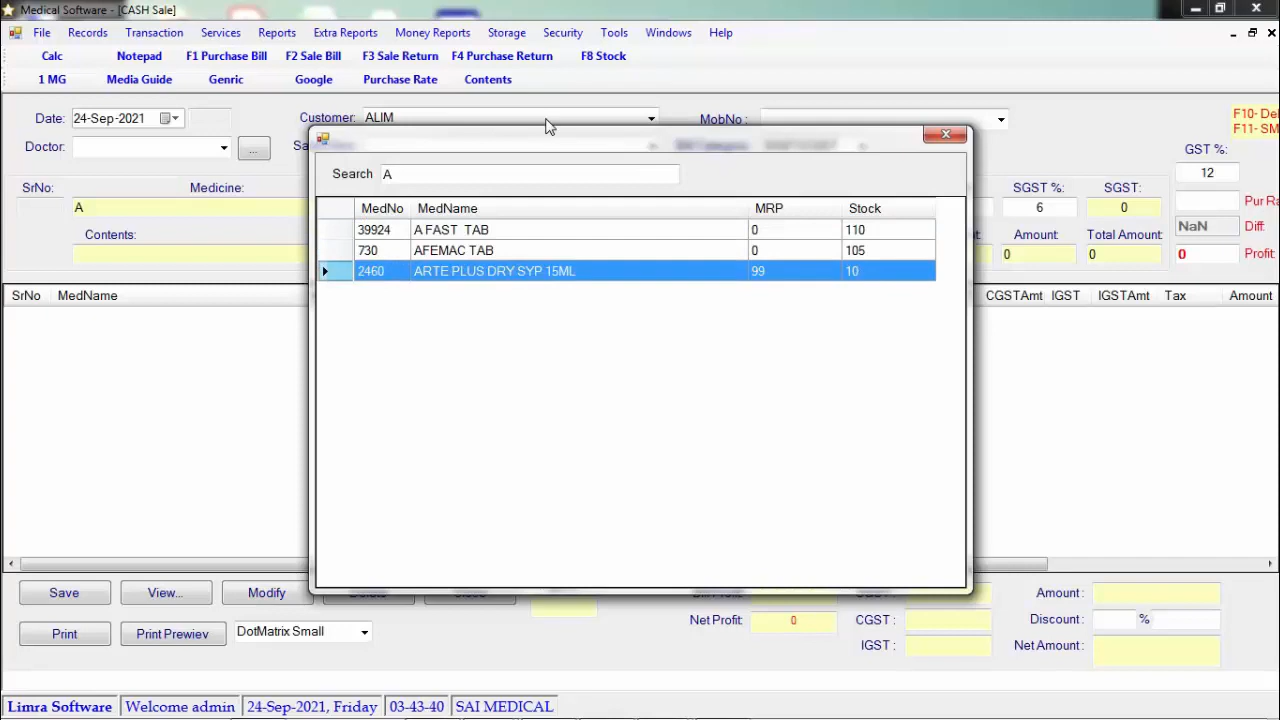 Medical Software - [CASH Sale]
File Records Transaction Services Reports Extra Reports Money Reports Storage Security Tools Windows Help
Calc Notepad F1 Purchase Bill F2 Sale Bill F3 Sale Return F4 Purchase Return F8 Stock
1 MG Media Guide Genric Google Purchase Rate Contents
Date: 24-Sep-2021 Customer: ALIM MobNo :
F10- Del
F11- SM
Doctor: ... GST %:
12
Search A
SrNo: Medicine: SGST %: SGST:
A 6 0 Pur Ra
Contents: Amount: Total Amount: NaN Diff:
0 0 0 Profit:
MedNo MedName MRP Stock
39924 A FAST TAB 0 110
730 AFEMAC TAB 0 105
2460 ARTE PLUS DRY SYP 15ML 99 10
SrNo MedName CGSTAmt IGST IGSTAmt Tax Amount
Save View... Modify Amount :
Print Print Prewiev DotMatrix Small Net Profit: 0 CGST : Discount : %
IGST : Net Amount :
Limra Software Welcome admin 24-Sep-2021, Friday 03-43-40 SAI MEDICAL